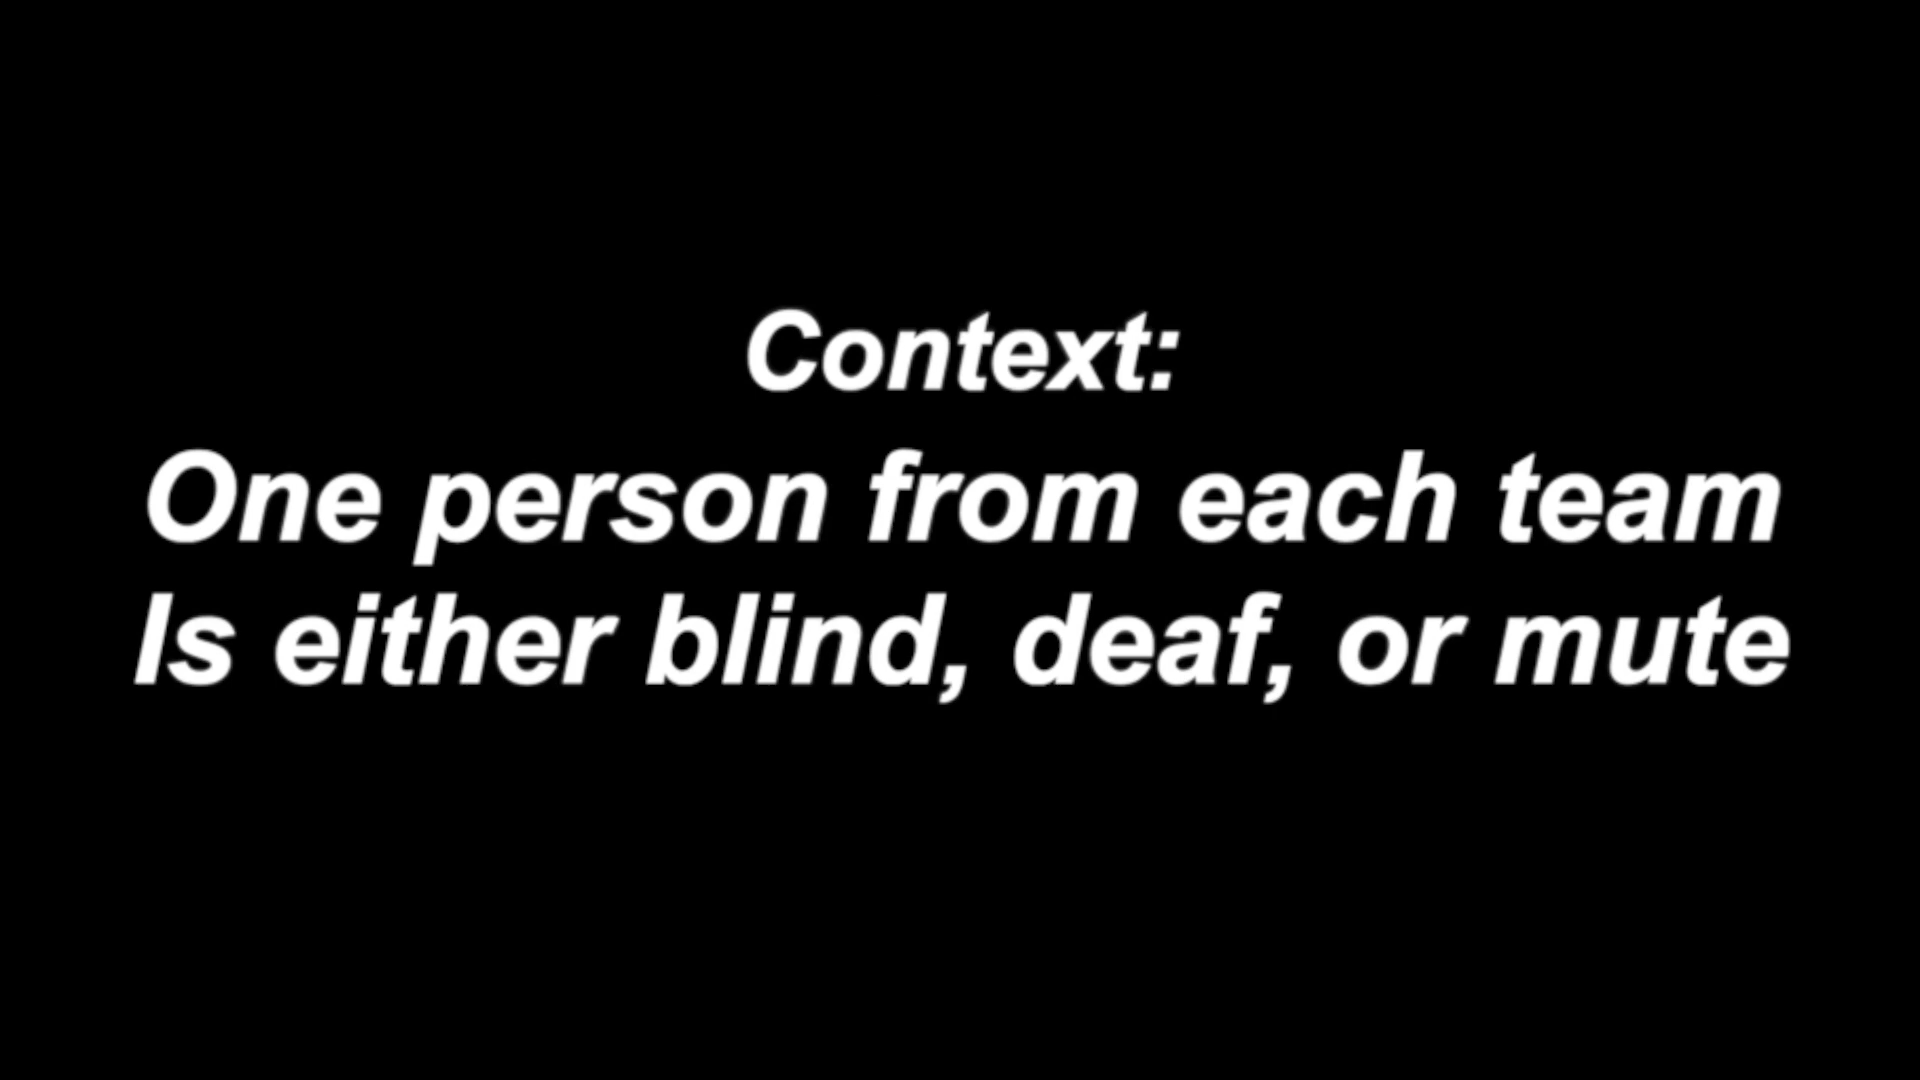 Context:
One person from each team
Is either blind, deaf, or mute